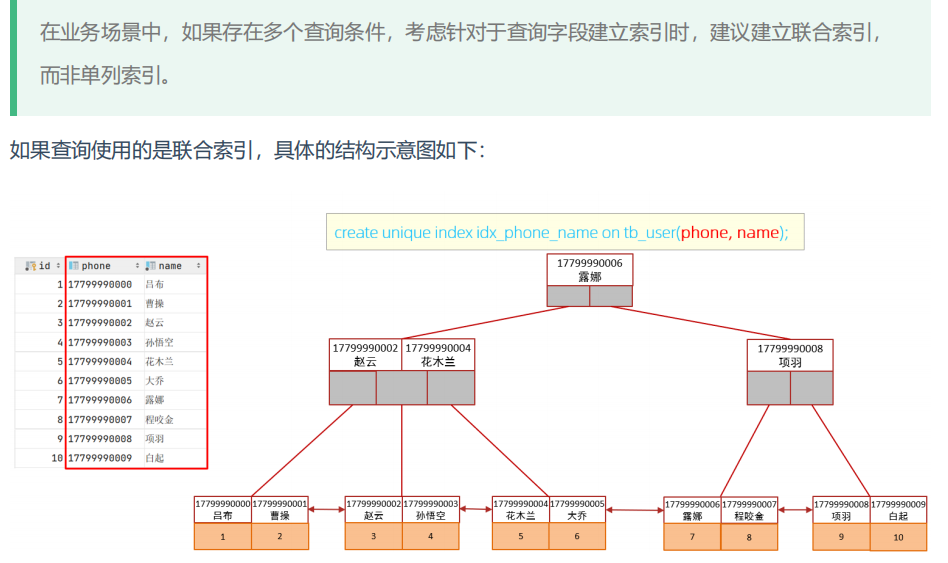 在业务场景中，如果存在多个查询条件，考虑针对于查询字段建立索引时，建议建立联合索引，
而非单列索引。
如果查询使用的是联合索引，具体的结构示意图如下：
create unique index idx_phone_name on tb_user(phone, name);
id phone name
1 17799990000 吕布
2 17799990001 曹操
3 17799990002 赵云
4 17799990003 孙悟空
5 17799990004 花木兰
6 17799990005 大乔
7 17799990006 露娜
8 17799990007 程咬金
9 17799990008 项羽
10 17799990009 白起
17799990006
露娜
17799990002 17799990004
赵云 花木兰
17799990008
项羽
17799990000 17799990001
吕布 曹操
1 2
17799990002 17799990003
赵云 孙悟空
3 4
17799990004 17799990005
花木兰 大乔
5 6
17799990006 17799990007
露娜 程咬金
7 8
17799990008 17799990009
项羽 白起
9 10